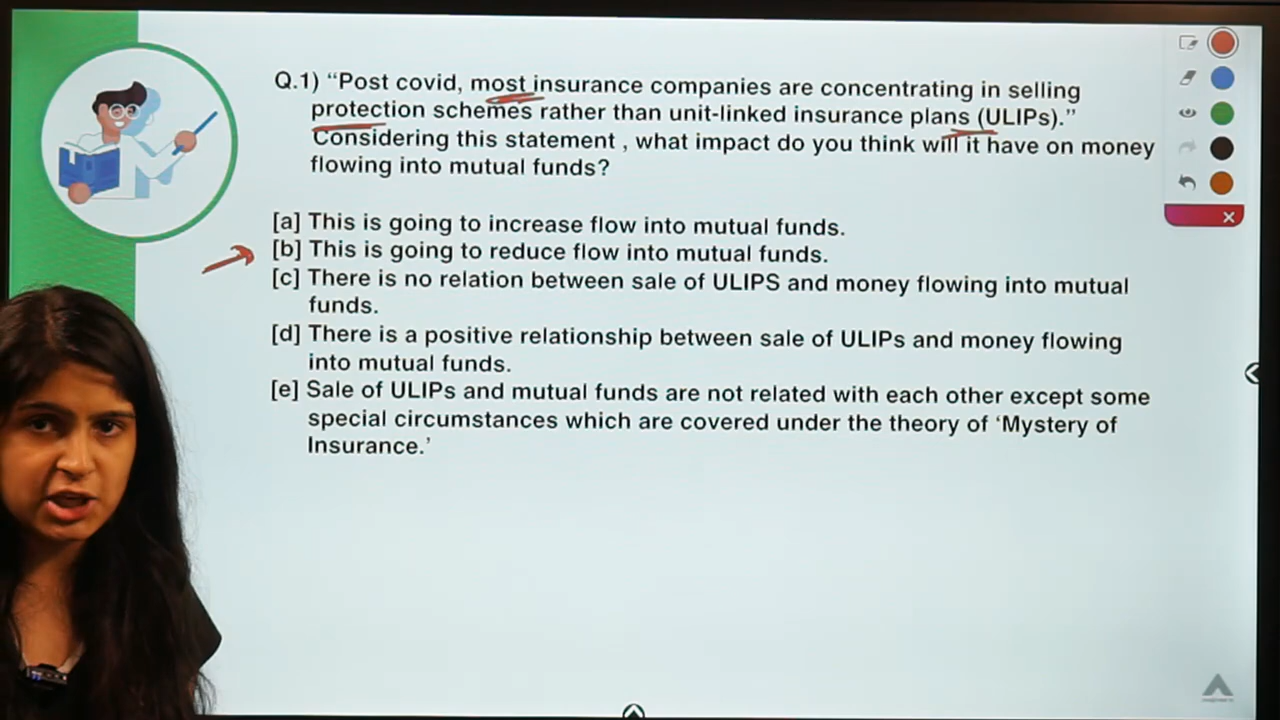 Q.1) “Post covid, most insurance companies are concentrating in selling
protection schemes rather than unit-linked insurance plans (ULIPs).”
Considering this statement , what impact do you think will it have on money
flowing into mutual funds?
[a] This is going to increase flow into mutual funds.
[b] This is going to reduce flow into mutual funds.
[c] There is no relation between sale of ULIPS and money flowing into mutual
funds.
[d] There is a positive relationship between sale of ULIPs and money flowing
into mutual funds.
[e] Sale of ULIPs and mutual funds are not related with each other except some
special circumstances which are covered under the theory of ‘Mystery of
Insurance.’